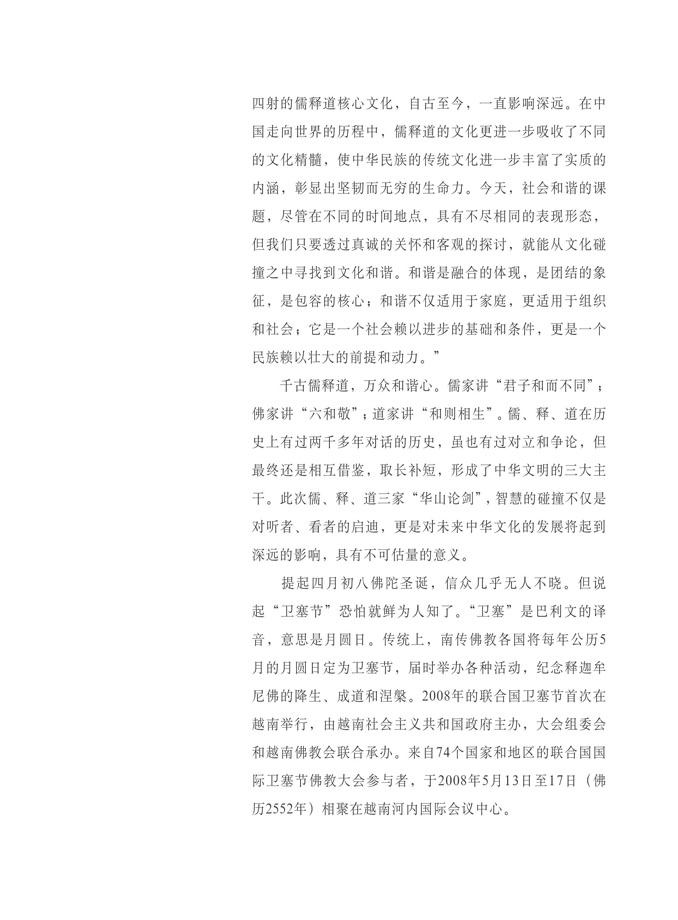 四射的儒释道核心文化，自古至今，一直影响深远。在中
国走向世界的历程中，儒释道的文化更进一步吸收了不同
的文化精髓，使中华民族的传统文化进一步丰富了实质的
内涵，彰显出坚韧而无穷的生命力。今天，社会和谐的课
题，尽管在不同的时间地点，具有不尽相同的表现形态，
但我们只要透过真诚的关怀和客观的探讨，就能从文化碰
撞之中寻找到文化和谐。和谐是融合的体现，是团结的象
征，是包容的核心；和谐不仅适用于家庭，更适用于组织
和社会；它是一个社会赖以进步的基础和条件，更是一个
民族赖以壮大的前提和动力。”
千古儒释道，万众和谐心。儒家讲“君子和而不同”；
佛家讲“六和敬”；道家讲“和则相生”。儒、释、道在历
史上有过两千多年对话的历史，虽也有过对立和争论，但
最终还是相互借鉴，取长补短，形成了中华文明的三大主
干。此次儒、释、道三家“华山论剑”，智慧的碰撞不仅是
对听者、看者的启迪，更是对未来中华文化的发展将起到
深远的影响，具有不可估量的意义。
提起四月初八佛陀圣诞，信众几乎无人不晓。但说
起“卫塞节”恐怕就鲜为人知了。“卫塞”是巴利文的译
音，意思是月圆日。传统上，南传佛教各国将每年公历5
月的月圆日定为卫塞节，届时举办各种活动，纪念释迦牟
尼佛的降生、成道和涅槃。2008年的联合国卫塞节首次在
越南举行，由越南社会主义共和国政府主办，大会组委会
和越南佛教会联合承办。来自74个国家和地区的联合国国
际卫塞节佛教大会参与者，于2008年5月13日至17日（佛
历2552年）相聚在越南河内国际会议中心。